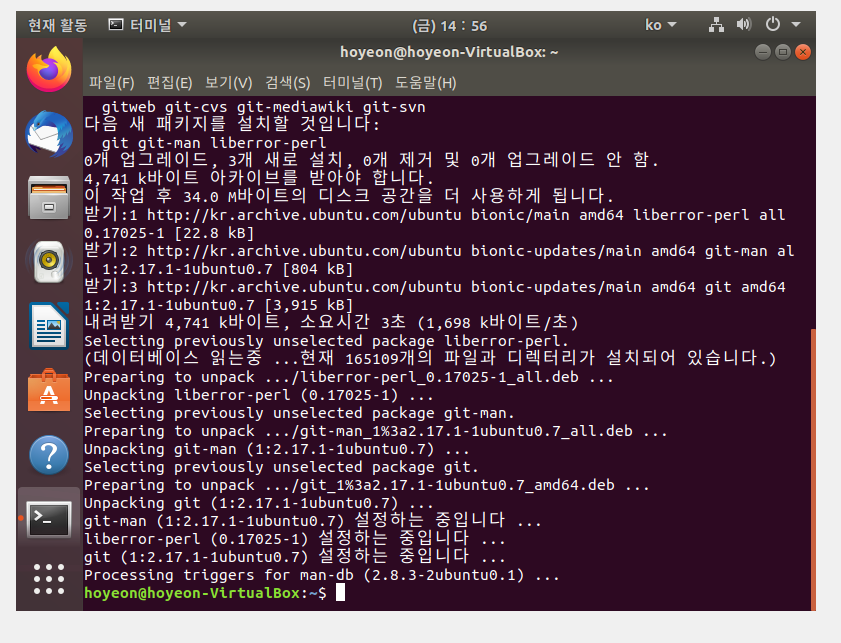 현재 활동 터미널 (금) 14 : 56 ko
hoyeon@hoyeon-VirtualBox: ~
파일(F) 편집(E) 보기(V) 검색(S) 터미널(T) 도움말(H)
gitweb git-cvs git-mediawiki git-svn
다음 새 패키지를 설치할 것입니다:
git git-man liberror-perl
0개 업그레이드, 3개 새로 설치, 0개 제거 및 0개 업그레이드 안 함.
4,741 k바이트 아카이브를 받아야 합니다.
이 작업 후 34.0 M바이트의 디스크 공간을 더 사용하게 됩니다.
받기:1 http://kr.archive.ubuntu.com/ubuntu bionic/main amd64 liberror-perl all
0.17025-1 [22.8 kB]
받기:2 http://kr.archive.ubuntu.com/ubuntu bionic-updates/main amd64 git-man al
l 1:2.17.1-1ubuntu0.7 [804 kB]
받기:3 http://kr.archive.ubuntu.com/ubuntu bionic-updates/main amd64 git amd64
1:2.17.1-1ubuntu0.7 [3,915 kB]
내려받기 4,741 k바이트, 소요시간 3초 (1,698 k바이트/초)
Selecting previously unselected package liberror-perl.
(데이터베이스 읽는중 ...현재 165109개의 파일과 디렉터리가 설치되어 있습니다.)
Preparing to unpack .../liberror-perl_0.17025-1_all.deb ...
Unpacking liberror-perl (0.17025-1) ...
Selecting previously unselected package git-man.
Preparing to unpack .../git-man_1%3a2.17.1-1ubuntu0.7_all.deb ...
Unpacking git-man (1:2.17.1-1ubuntu0.7) ...
Selecting previously unselected package git.
Preparing to unpack .../git_1%3a2.17.1-1ubuntu0.7_amd64.deb ...
Unpacking git (1:2.17.1-1ubuntu0.7) ...
git-man (1:2.17.1-1ubuntu0.7) 설정하는 중입니다 ...
liberror-perl (0.17025-1) 설정하는 중입니다 ...
git (1:2.17.1-1ubuntu0.7) 설정하는 중입니다 ...
Processing triggers for man-db (2.8.3-2ubuntu0.1) ...
hoyeon@hoyeon-VirtualBox:~$